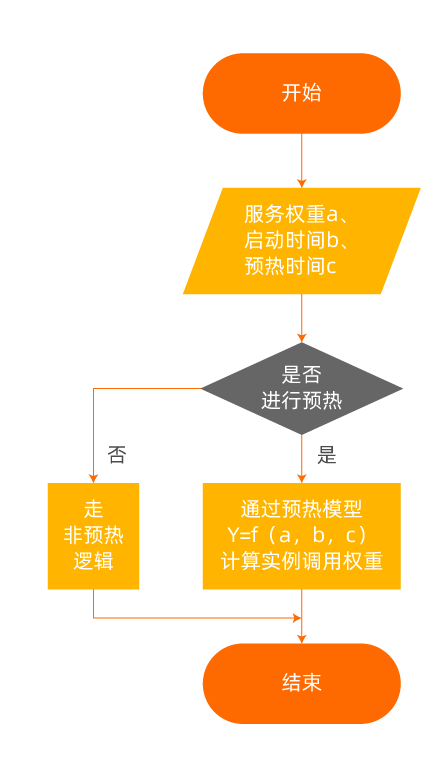 开始
服务权重a、
启动时间b、
预热时间c
是否
进行预热
否
是
走
非预热
逻辑
通过预热模型
Y=f（a，b，c）
计算实例调用权重
结束